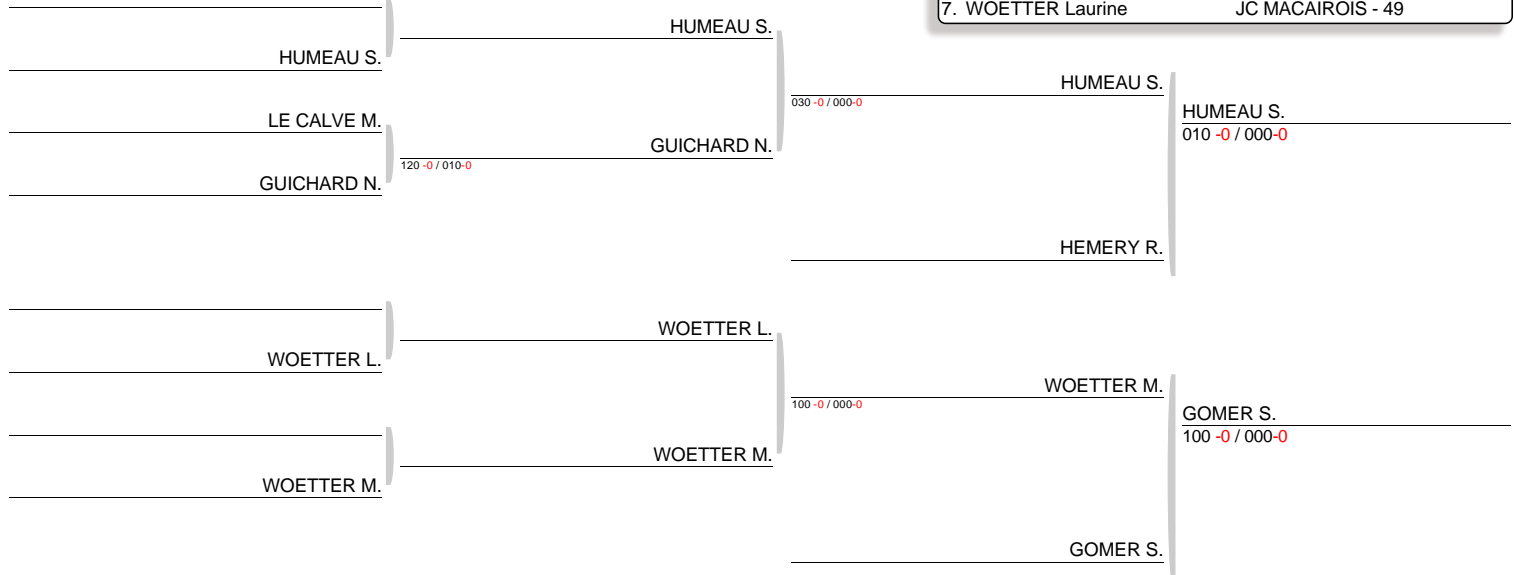 7. WOETTER Laurine JC MACAIROIS - 49
HUMEAU S.
HUMEAU S.
HUMEAU S.
030 -0 / 000-0
HUMEAU S.
010 -0 / 000-0
LE CALVE M.
GUICHARD N.
120 -0 / 010-0
GUICHARD N.
HEMERY R.
WOETTER L.
WOETTER L.
WOETTER M.
100 -0 / 000-0
GOMER S.
100 -0 / 000-0
WOETTER M.
WOETTER M.
GOMER S.